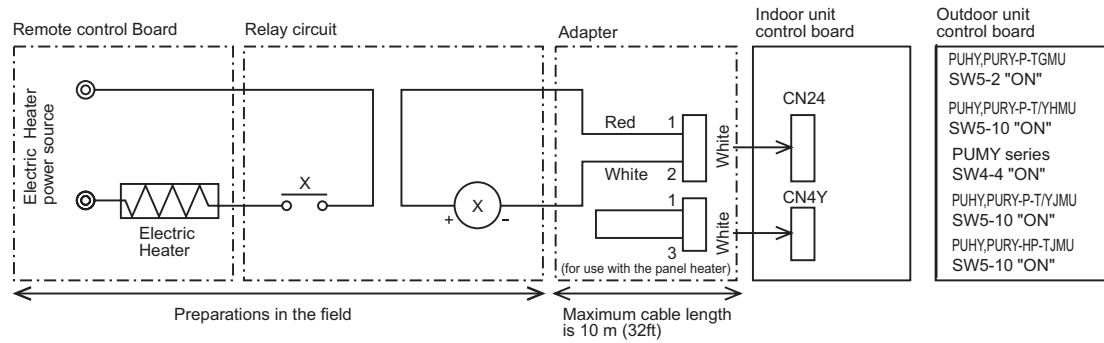 Remote control Board
Relay circuit
Adapter
Indoor unit
control board
Outdoor unit
control board
Electric Heater
power source
Electric
Heater
X
X
+
–
Red
White
1
2
White
1
3
White
(for use with the panel heater)
CN24
CN4Y
PUHY,PURY-P-TGMU
SW5-2 "ON"
PUHY,PURY-P-T/YHMU
SW5-10 "ON"
PUMY series
SW4-4 "ON"
PUHY,PURY-P-T/YJMU
SW5-10 "ON"
PUHY,PURY-HP-TJMU
SW5-10 "ON"
Preparations in the field
Maximum cable length
is 10 m (32ft)